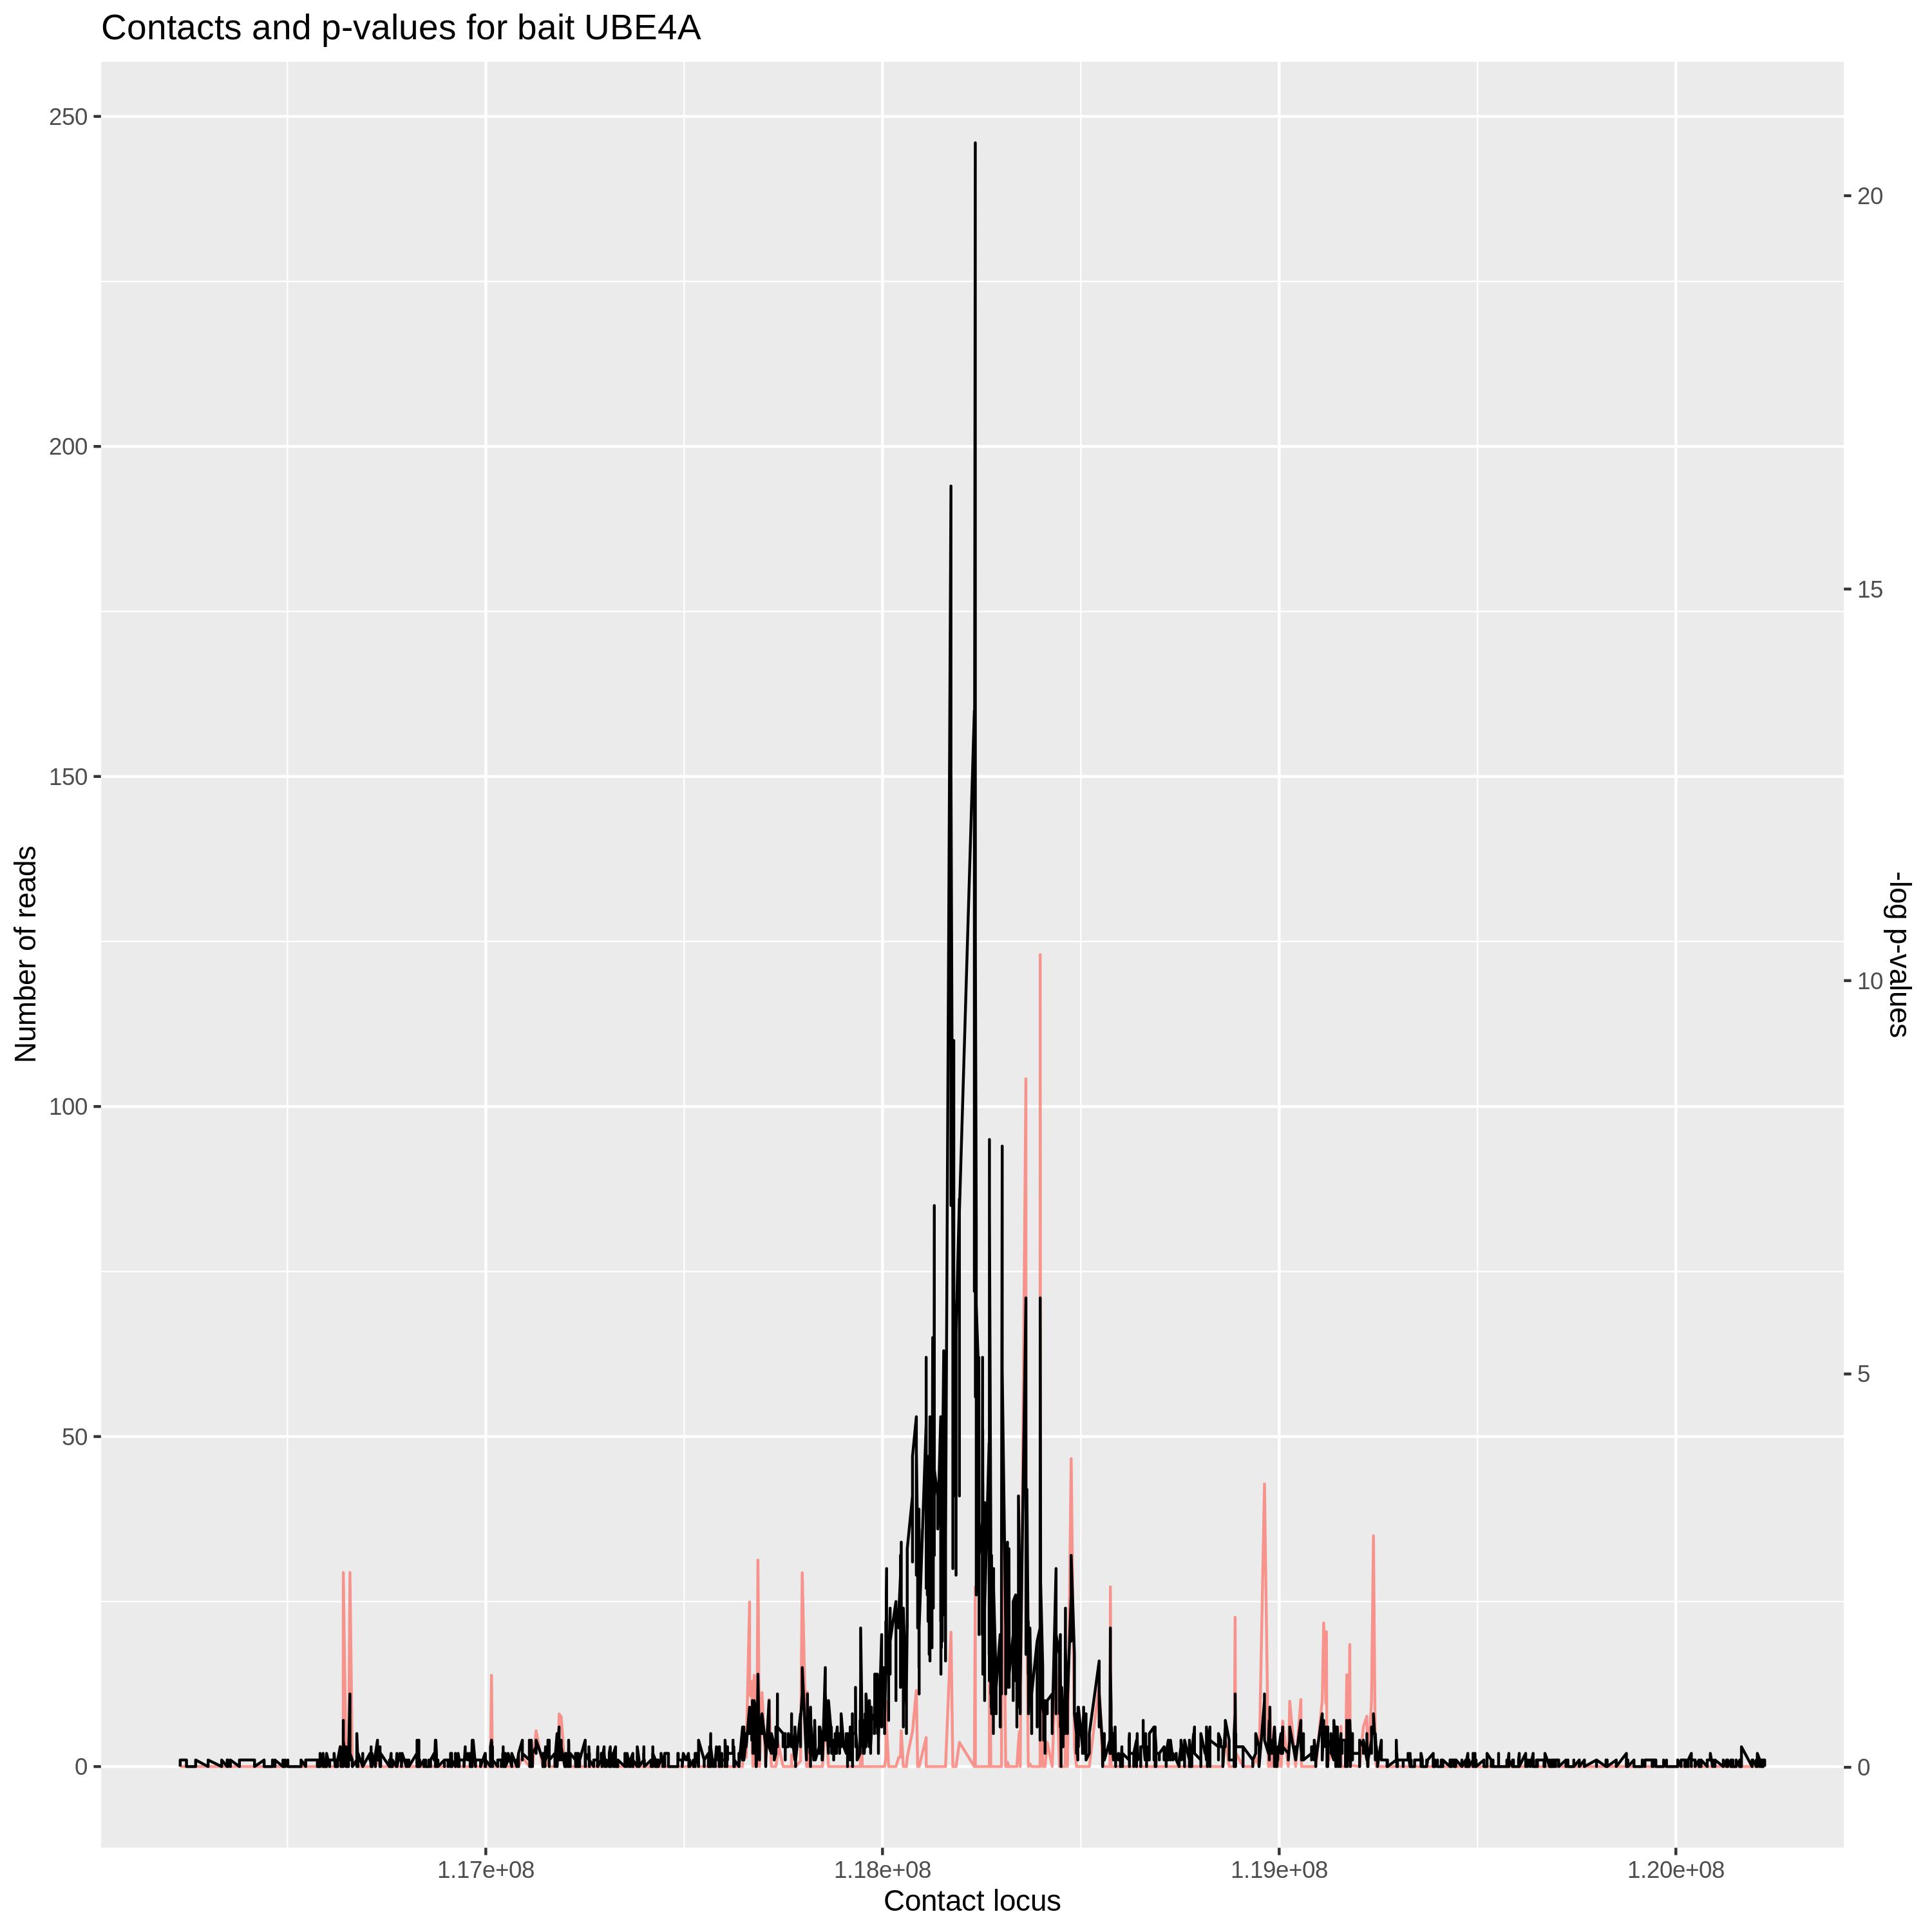 Contacts and p-values for bait UBE4A
250
200
150
100
50
0
Number of reads
20
15
10
5
0
-log p-values
1.17e+08
1.18e+08
1.19e+08
1.20e+08
Contact locus